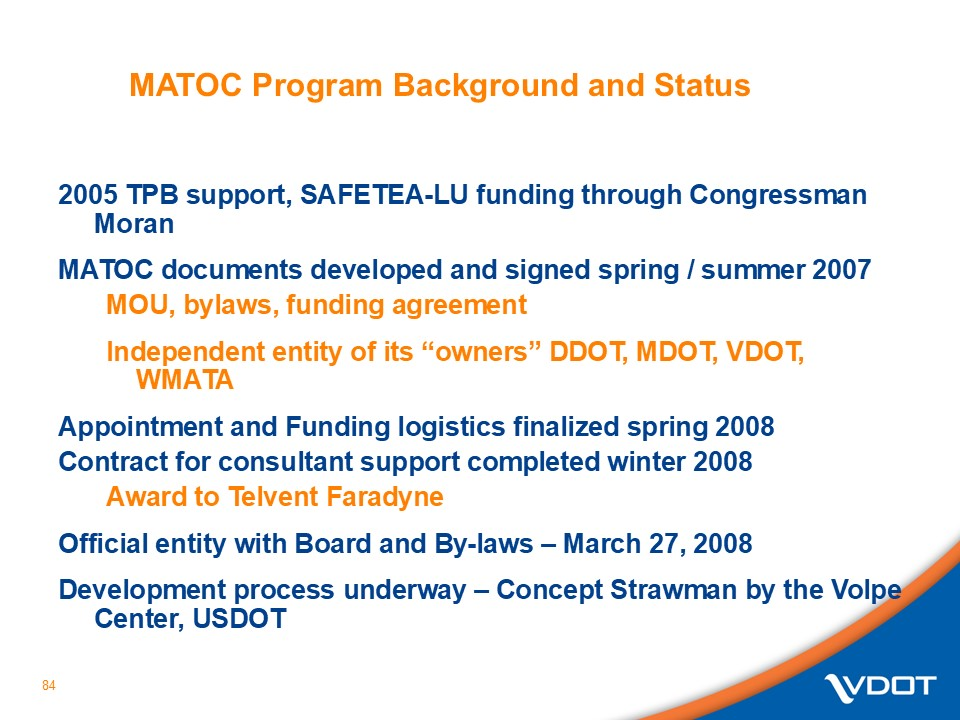 MATOC Program Background and Status
2005 TPB support, SAFETEA-LU funding through Congressman
Moran
MATOC documents developed and signed spring / summer 2007
MOU, bylaws, funding agreement
Independent entity of its “owners” DDOT, MDOT, VDOT,
WMATA
Appointment and Funding logistics finalized spring 2008
Contract for consultant support completed winter 2008
Award to Telvent Faradyne
Official entity with Board and By-laws – March 27, 2008
Development process underway – Concept Strawman by the Volpe
Center, USDOT
84
VDOT